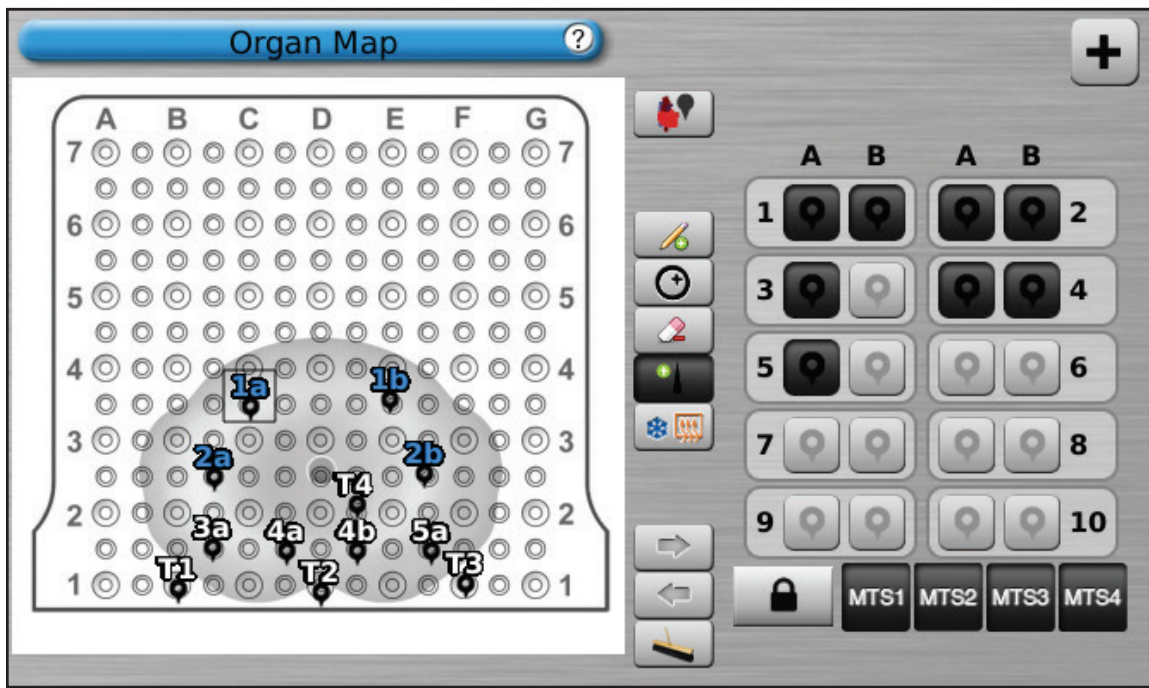 Organ Map ?
A B C D E F G
7 7
6 6
5 5
4 4
1a 1b
3 3
2a 2b
T4
2 2
3a 4a 4b 5a
T1 T2 T3
1 1
A B A B
1 2
3 4
5 6
7 8
9 10
MTS1 MTS2 MTS3 MTS4